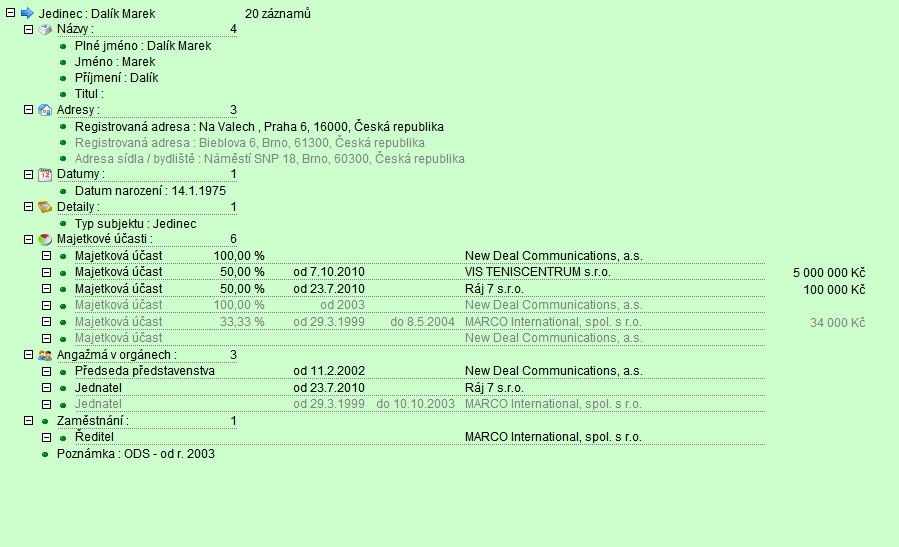 Jedinec : Dalík Marek 20 záznamů
Názvy : 4
Plné jméno : Dalík Marek
Jméno : Marek
Příjmení : Dalík
Titul :
Adresy : 3
Registrovaná adresa : Na Valech , Praha 6, 16000, Česká republika
Registrovaná adresa : Bieblova 6, Brno, 61300, Česká republika
Adresa sídla / bydliště : Náměstí SNP 18, Brno, 60300, Česká republika
Datumy : 1
Datum narození : 14.1.1975
Detaily : 1
Typ subjektu : Jedinec
Majetkové účasti : 6
Majetková účast 100,00 % New Deal Communications, a.s.
Majetková účast 50,00 % od 7.10.2010 VIS TENISCENTRUM s.r.o. 5 000 000 Kč
Majetková účast 50,00 % od 23.7.2010 Ráj 7 s.r.o. 100 000 Kč
Majetková účast 100,00 % od 2003 New Deal Communications, a.s.
Majetková účast 33,33 % od 29.3.1999 do 8.5.2004 MARCO International, spol. s r.o. 34 000 Kč
Majetková účast New Deal Communications, a.s.
Angažmá v orgánech : 3
Předseda představenstva od 11.2.2002 New Deal Communications, a.s.
Jednatel od 23.7.2010 Ráj 7 s.r.o.
Jednatel od 29.3.1999 do 10.10.2003 MARCO International, spol. s r.o.
Zaměstnání : 1
Ředitel MARCO International, spol. s r.o.
Poznámka : ODS - od r. 2003